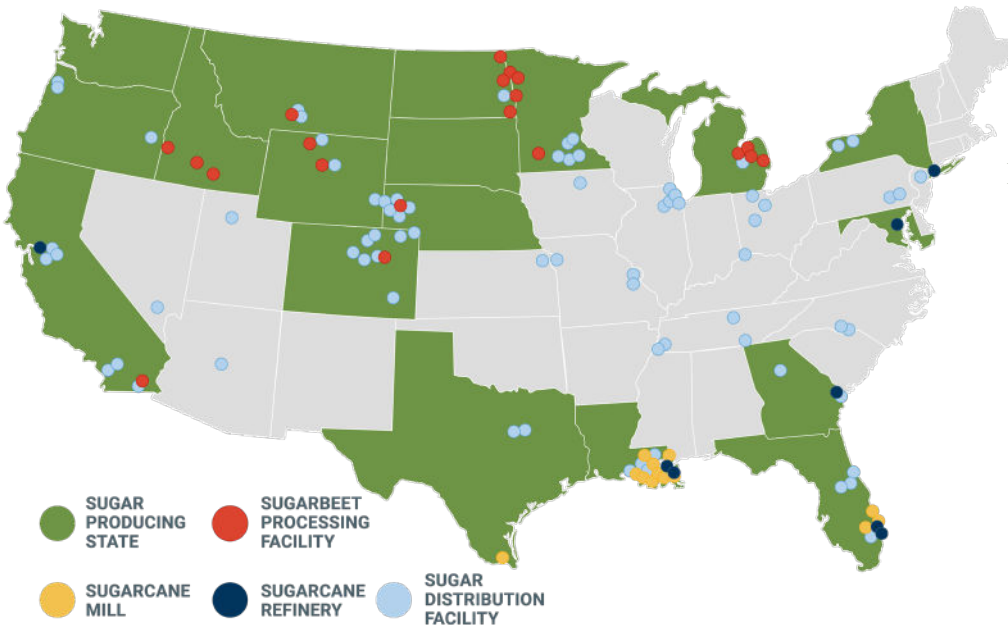 SUGAR
PRODUCING
STATE
SUGARBEET
PROCESSING
FACILITY
SUGARCANE
MILL
SUGARCANE
REFINERY
SUGAR
DISTRIBUTION
FACILITY